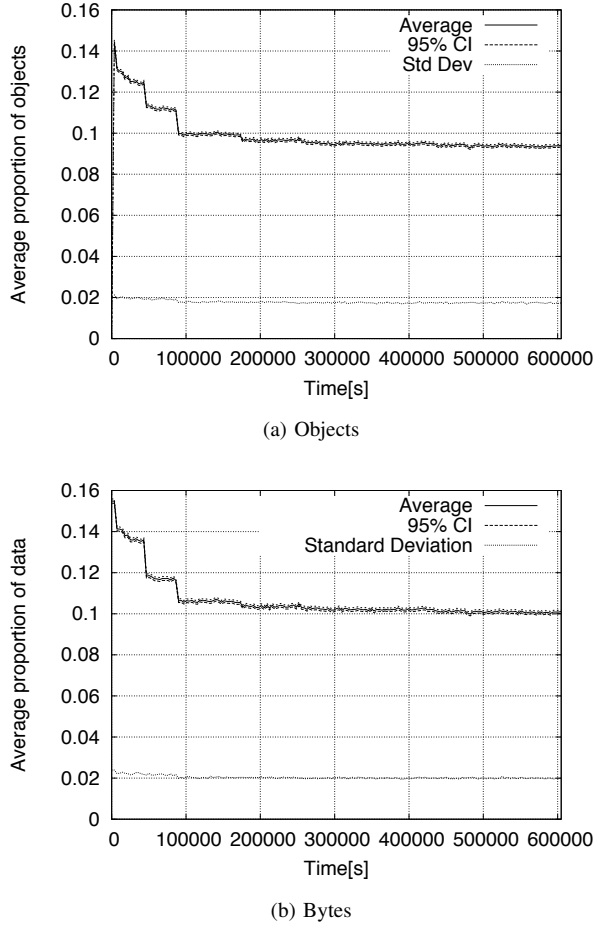 0.16
0.14
0.12
0.1
0.08
0.06
0.04
0.02
0
Average proportion of objects
Average
95% CI
Std Dev
0 100000 200000 300000 400000 500000 600000
Time[s]
(a) Objects
0.16
0.14
0.12
0.1
0.08
0.06
0.04
0.02
0
Average proportion of data
Average
95% CI
Standard Deviation
0 100000 200000 300000 400000 500000 600000
Time[s]
(b) Bytes